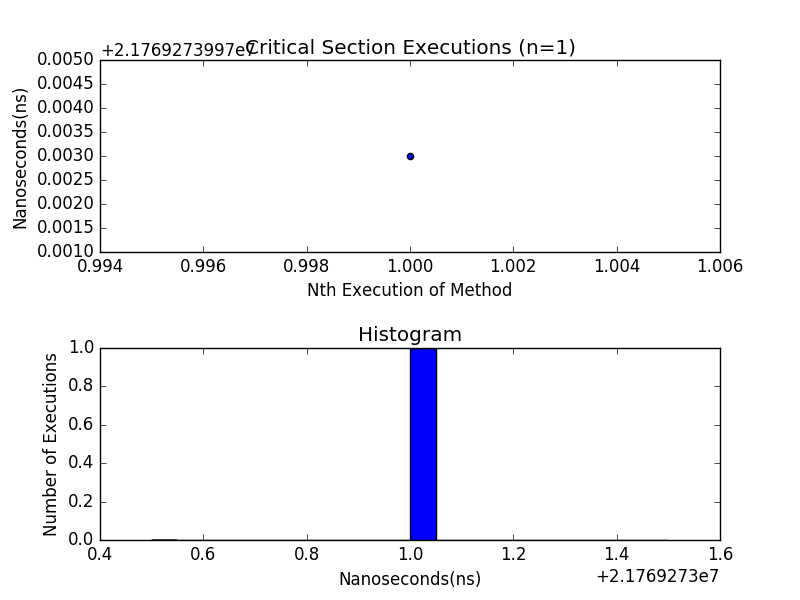 +2.1769273997e7
Critical Section Executions (n=1)
Nanoseconds(ns)
0.0050
0.0045
0.0040
0.0035
0.0030
0.0025
0.0020
0.0015
0.0010
0.994 0.996 0.998 1.000 1.002 1.004 1.006
Nth Execution of Method
Histogram
Number of Executions
1.0
0.8
0.6
0.4
0.2
0.0
0.4 0.6 0.8 1.0 1.2 1.4 1.6
Nanoseconds(ns)
+2.1769273e7